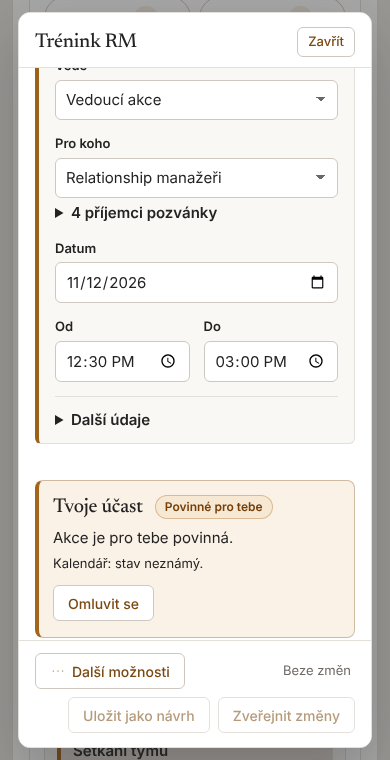 Trénink RM
Zavřít
Vedoucí akce
Pro koho
Relationship manažeři
4 příjemci pozvánky
Datum
11/12/2026
Od
Do
12:30 PM
03:00 PM
Další údaje
Tvoje účast
Povinné pro tebe
Akce je pro tebe povinná.
Kalendář: stav neznámý.
Omluvit se
··· Další možnosti
Beze změn
Uložit jako návrh
Zveřejnit změny
Setkání týmu